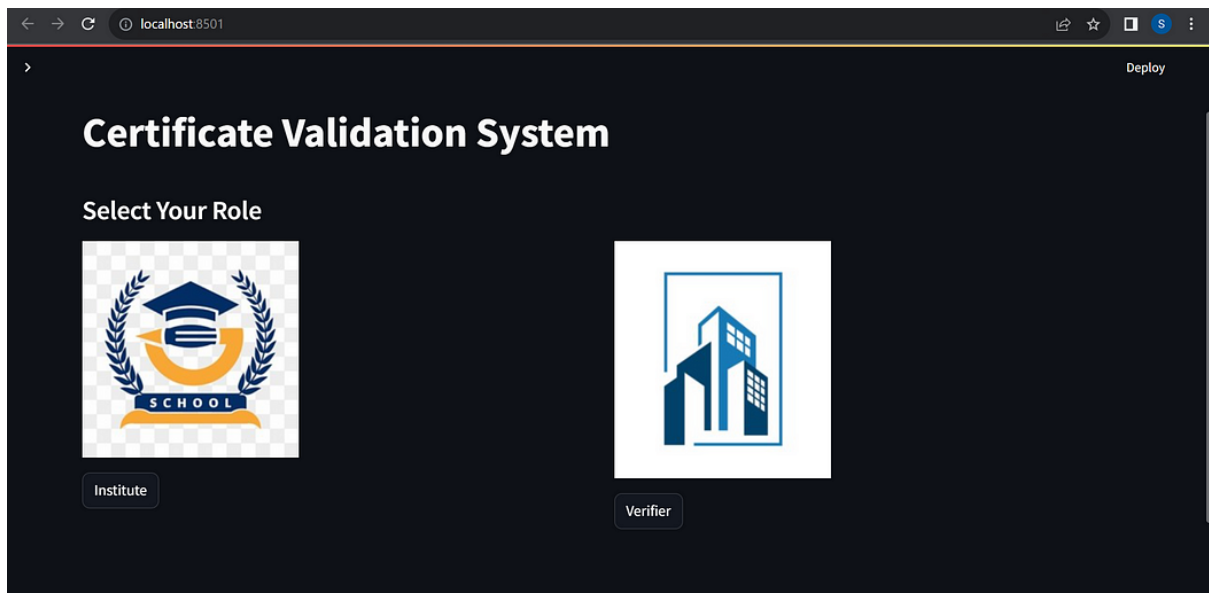 localhost:8501
S
Deploy
Certificate Validation System
Select Your Role
SCHOOL
Institute
Verifier